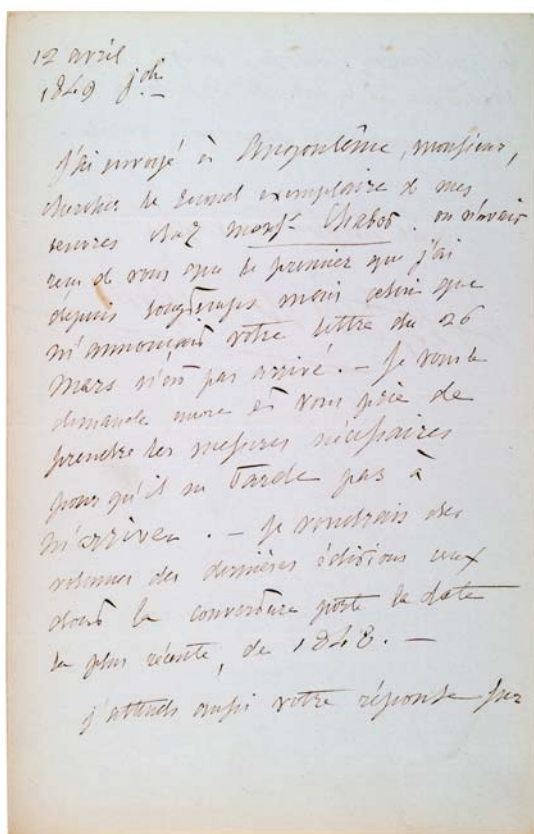 12 avril
1849 jdi
j'ai envoyé à Angoulême, monsieur,
chercher le second exemplaire de mes
œuvres chez mess.rs Chabot. on n'avait
reçu de vous que le premier que j'ai
depuis longtemps mais celui que
m'annonçait votre lettre du 26
mars n'est pas arrivé. – je vous le
demande encore et vous prie de
prendre les mesures nécessaires
pour qu'il ne tarde pas à
m'arriver. – je voudrais des
volumes des dernières éditions ceux
dont la couverture porte la date
la plus récente, de 1848. –
j'attends aussi votre réponse sur